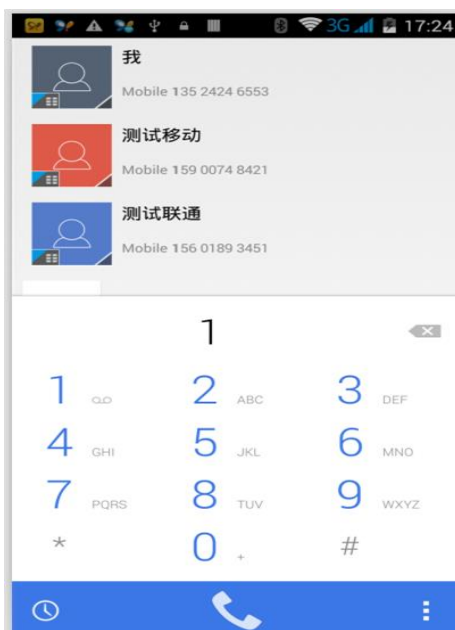 3G 17:24
我
Mobile 135 2424 6553
测试移动
Mobile 159 0074 8421
测试联通
Mobile 156 0189 3451
1
1
2 ABC
3 DEF
4 GHI
5 JKL
6 MNO
7 PQRS
8 TUV
9 WXYZ
*
0 +
#